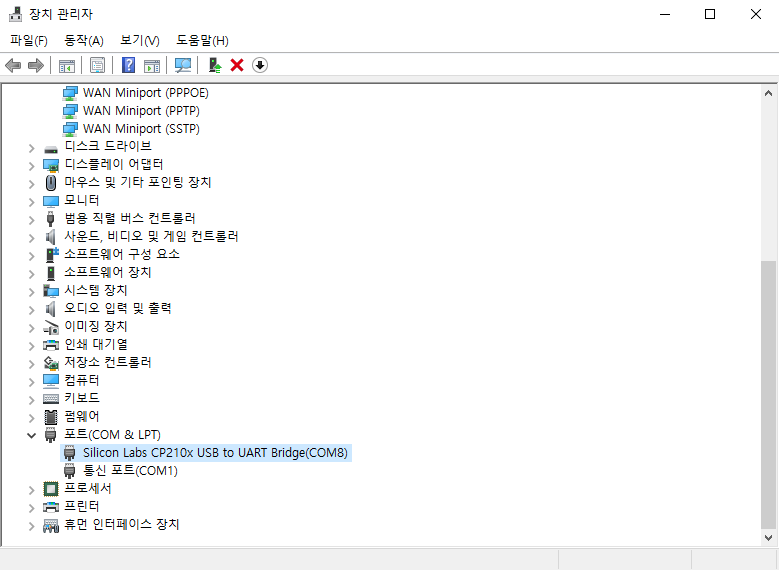 장치 관리자
파일(F) 동작(A) 보기(V) 도움말(H)
WAN Miniport (PPPOE)
WAN Miniport (PPTP)
WAN Miniport (SSTP)
디스크 드라이브
디스플레이 어댑터
마우스 및 기타 포인팅 장치
모니터
범용 직렬 버스 컨트롤러
사운드, 비디오 및 게임 컨트롤러
소프트웨어 구성 요소
소프트웨어 장치
시스템 장치
오디오 입력 및 출력
이미징 장치
인쇄 대기열
저장소 컨트롤러
컴퓨터
키보드
펌웨어
포트(COM & LPT)
Silicon Labs CP210x USB to UART Bridge(COM8)
통신 포트(COM1)
프로세서
프린터
휴먼 인터페이스 장치